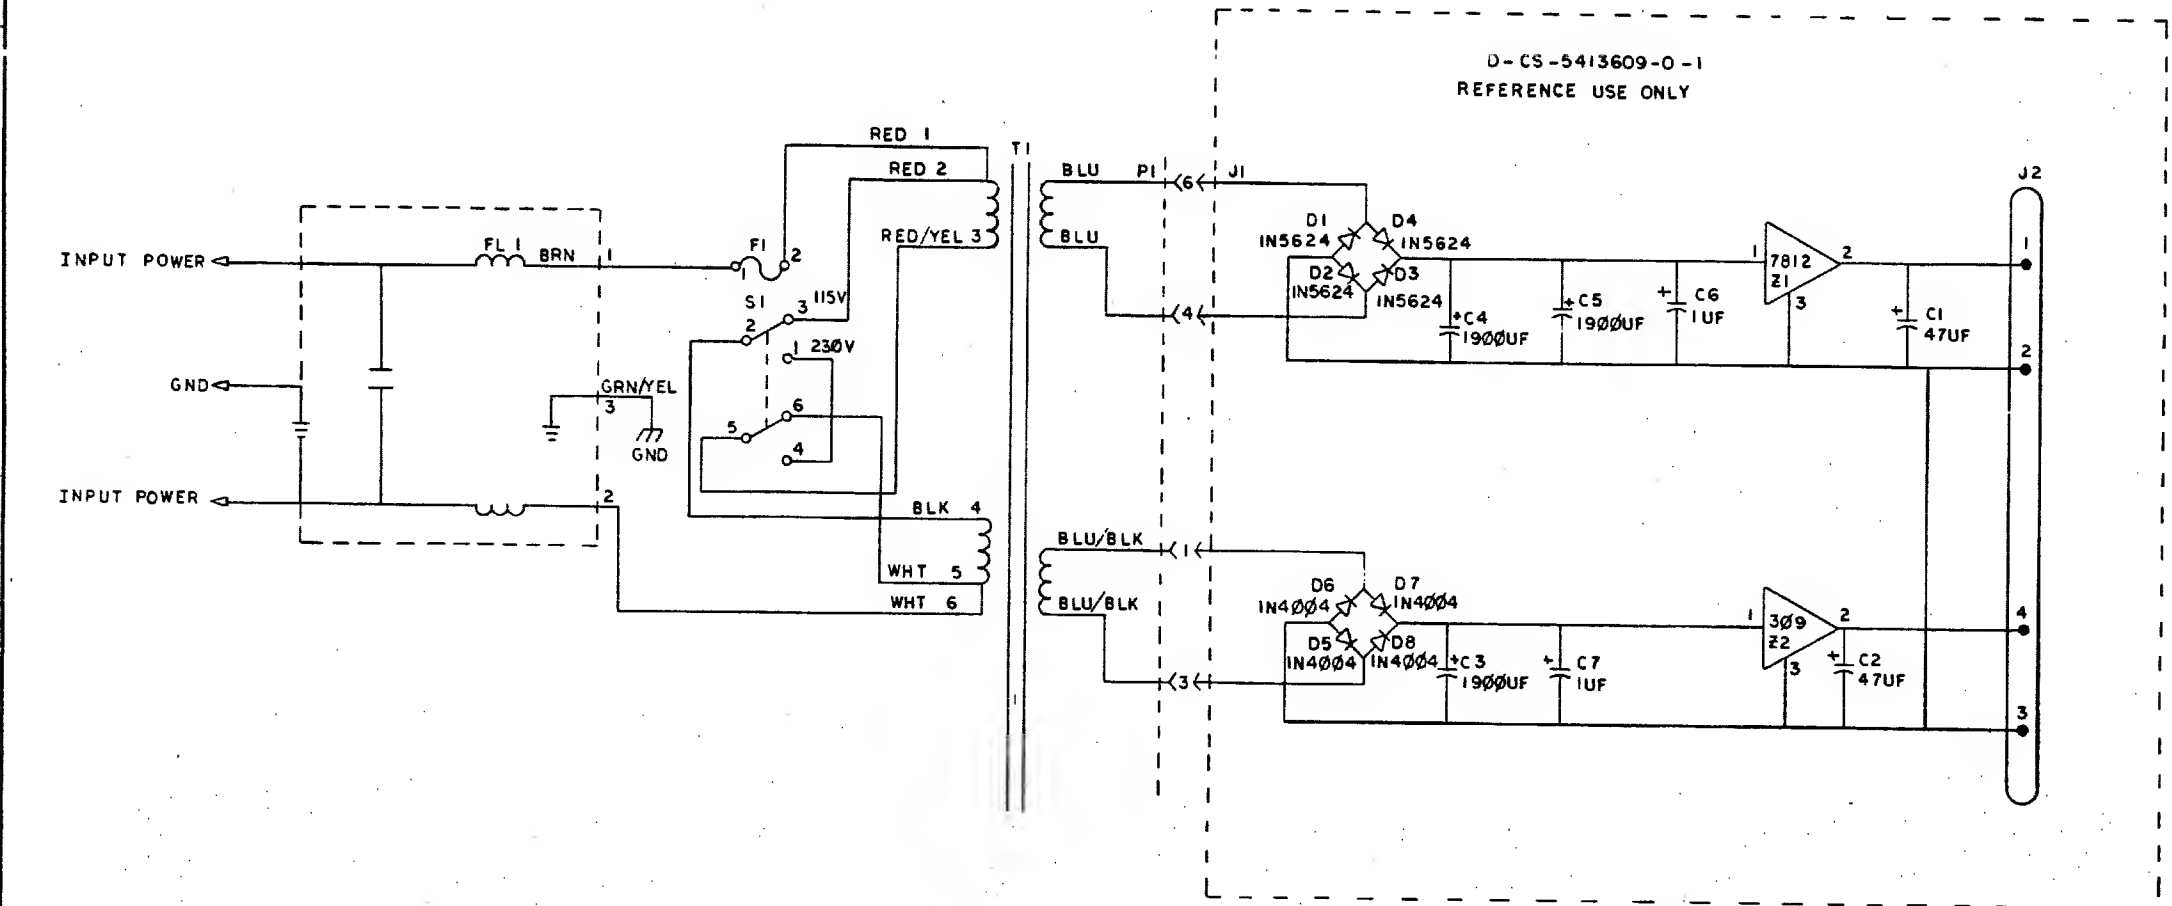 D-CS-5413609-0-1
REFERENCE USE ONLY
INPUT POWER
GND
INPUT POWER
FL 1
BRN
1
GRN/YEL
3
GND
2
F1
1
2
S1
2
3
115V
1
230V
5
6
4
RED 1
RED 2
RED/YEL 3
BLK 4
WHT 5
WHT 6
T1
BLU
BLU
BLU/BLK
BLU/BLK
P1
J1
6
4
1
3
D1
1N5624
D4
1N5624
D2
1N5624
D3
1N5624
+C4
1900UF
+C5
1900UF
+
C6
1UF
1
7812
Z1
2
3
+
C1
47UF
J2
1
2
4
3
D6
1N4004
D7
1N4004
D5
1N4004
D8
1N4004
+C3
1900UF
+
C7
1UF
1
309
Z2
2
3
+
C2
47UF